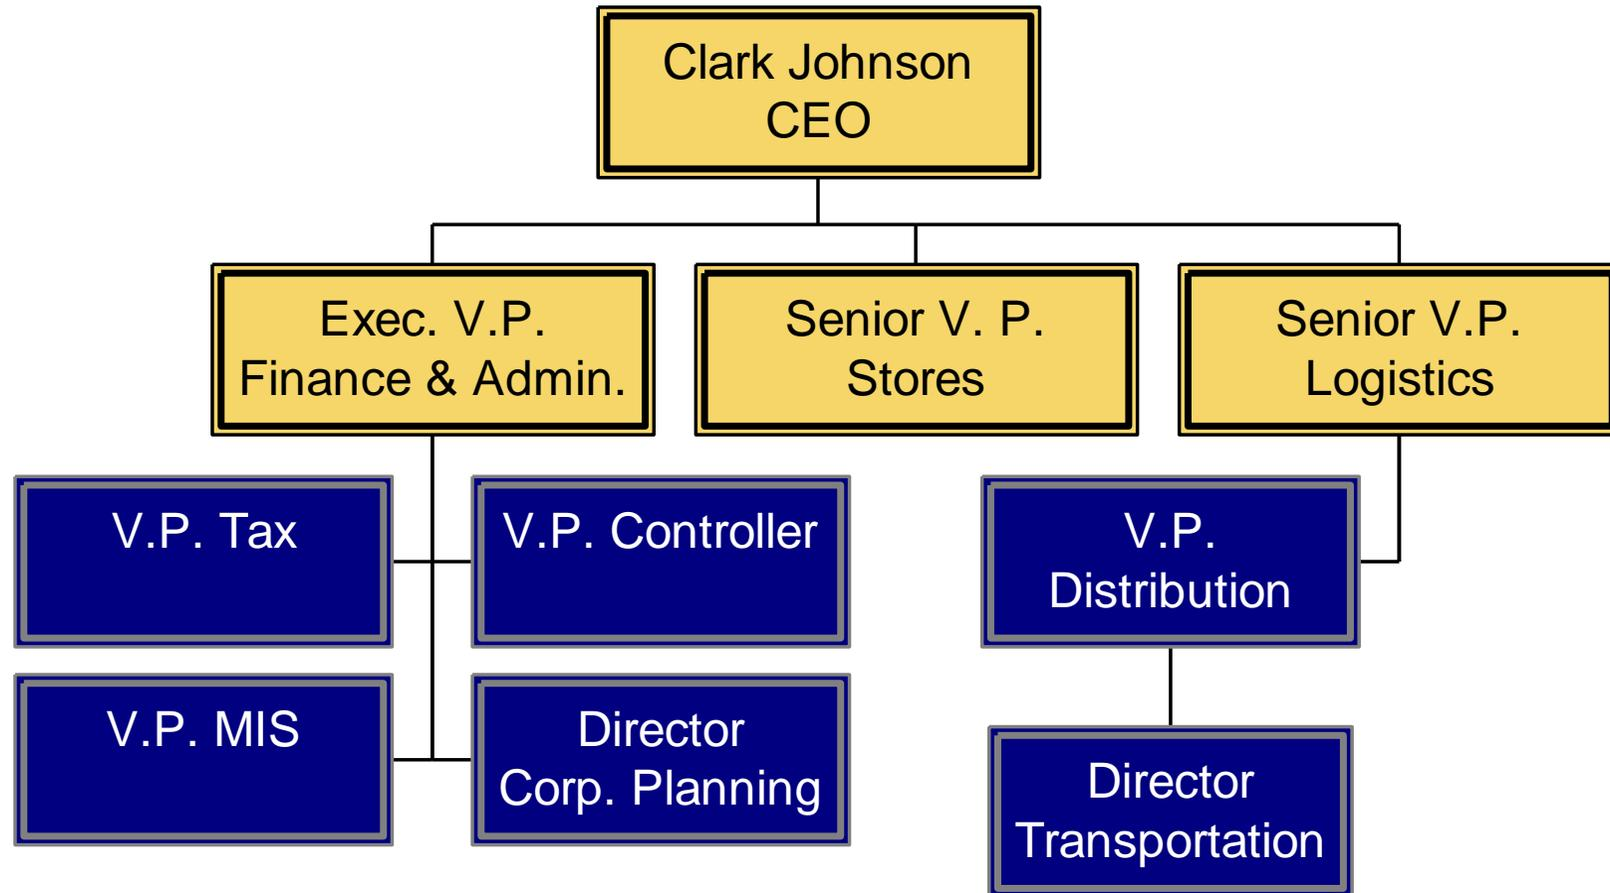 Clark Johnson
CEO
Exec. V.P.
Finance & Admin.
Senior V. P.
Stores
Senior V.P.
Logistics
V.P. Tax
V.P. Controller
V.P.
Distribution
V.P. MIS
Director
Corp. Planning
Director
Transportation